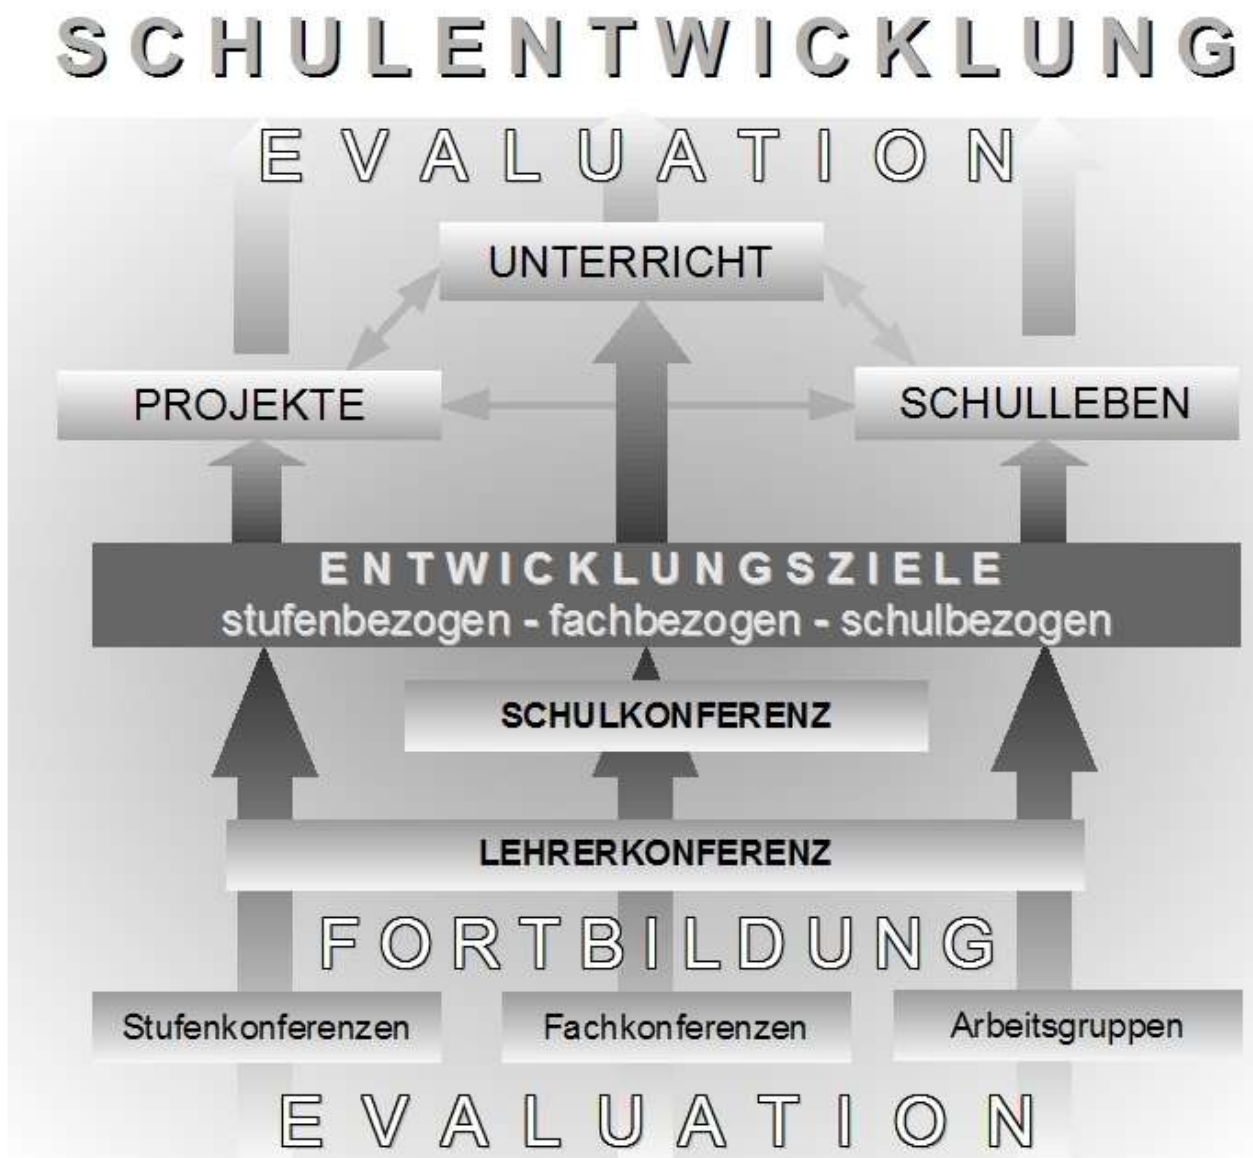 SCHULENTWICKLUNG
EVALUATION
UNTERRICHT
PROJEKTE
SCHULLEBEN
ENTWICKLUNGSZIELE
stufenbezogen - fachbezogen - schulbezogen
SCHULKONFERENZ
LEHRERKONFERENZ
FORTBILDUNG
Stufenkonferenzen
Fachkonferenzen
Arbeitsgruppen
EVALUATION